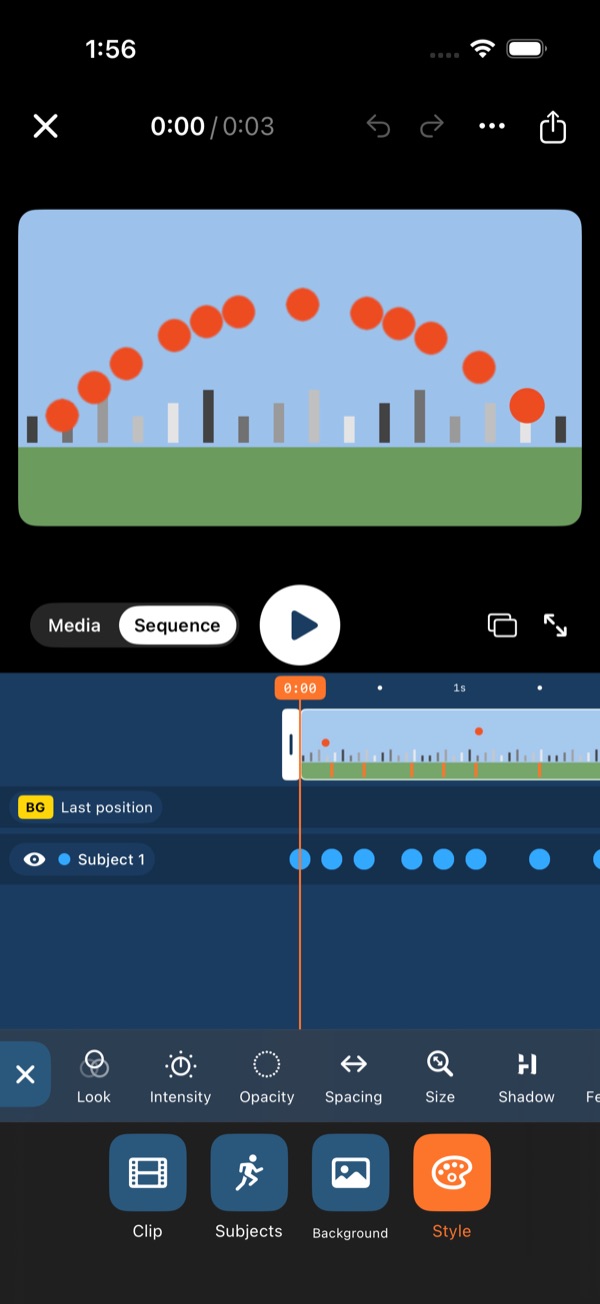 1:56
0:00 / 0:03
Media Sequence
0:00 1s
BG Last position
Subject 1
Look Intensity Opacity Spacing Size Shadow Fe
Clip Subjects Background Style